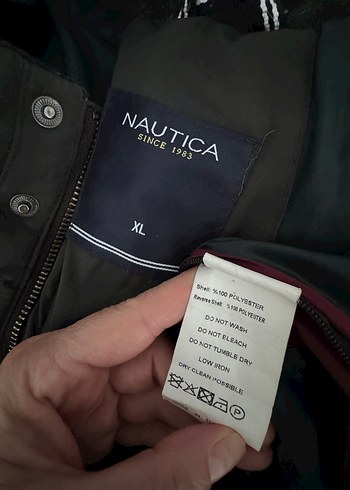 NAUTICA
SINCE 1983
XL
Shell: %100 POLYESTER
Reverse Shell: %100 POLYESTER
DO NOT WASH
DO NOT BLEACH
DO NOT TUMBLE DRY
LOW IRON
DRY CLEAN POSSIBLE
P